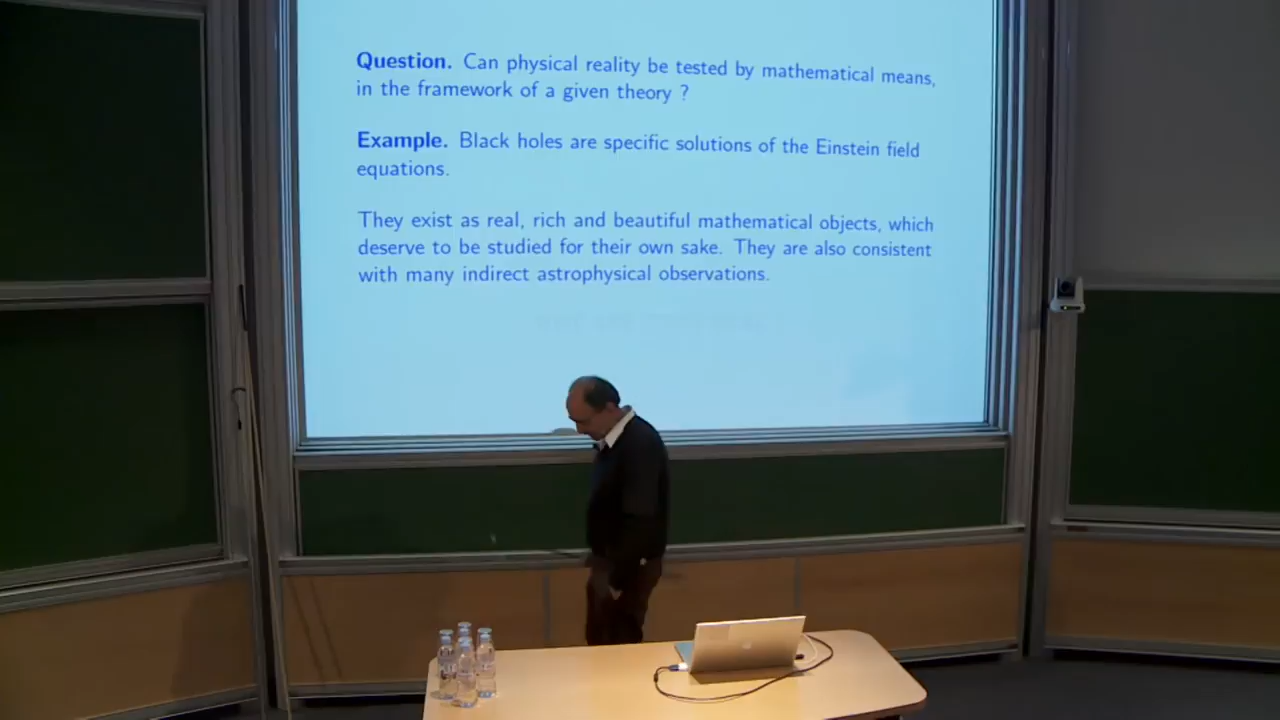 Question. Can physical reality be tested by mathematical means,
in the framework of a given theory ?
Example. Black holes are specific solutions of the Einstein field
equations.
They exist as real, rich and beautiful mathematical objects, which
deserve to be studied for their own sake. They are also consistent
with many indirect astrophysical observations.